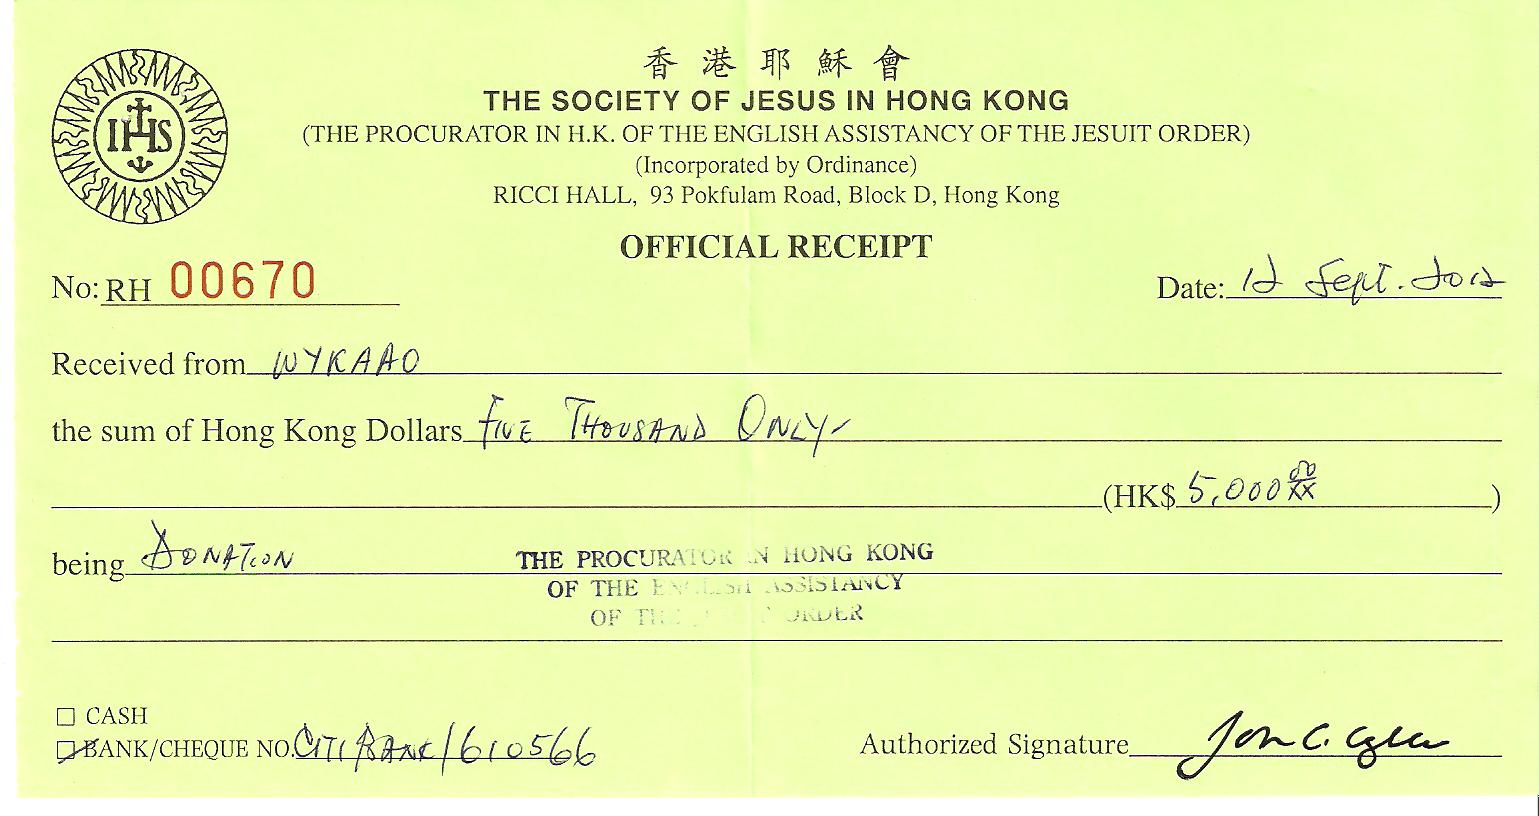 香港耶穌會
THE SOCIETY OF JESUS IN HONG KONG
(THE PROCURATOR IN H.K. OF THE ENGLISH ASSISTANCY OF THE JESUIT ORDER)
(Incorporated by Ordinance)
RICCI HALL, 93 Pokfulam Road, Block D, Hong Kong
IHS
OFFICIAL RECEIPT
No: RH 00670
Date: 12 Sept. 2012
Received from WYKAAO
the sum of Hong Kong Dollars FIVE THOUSAND ONLY-
(HK$ 5,000 00/XX)
being DONATION
THE PROCURATOR IN HONG KONG
OF THE ENGLISH ASSISTANCY
OF THE ORDER
☐ CASH
☐ BANK/CHEQUE NO. CITIBANK/610566
Authorized Signature John C.